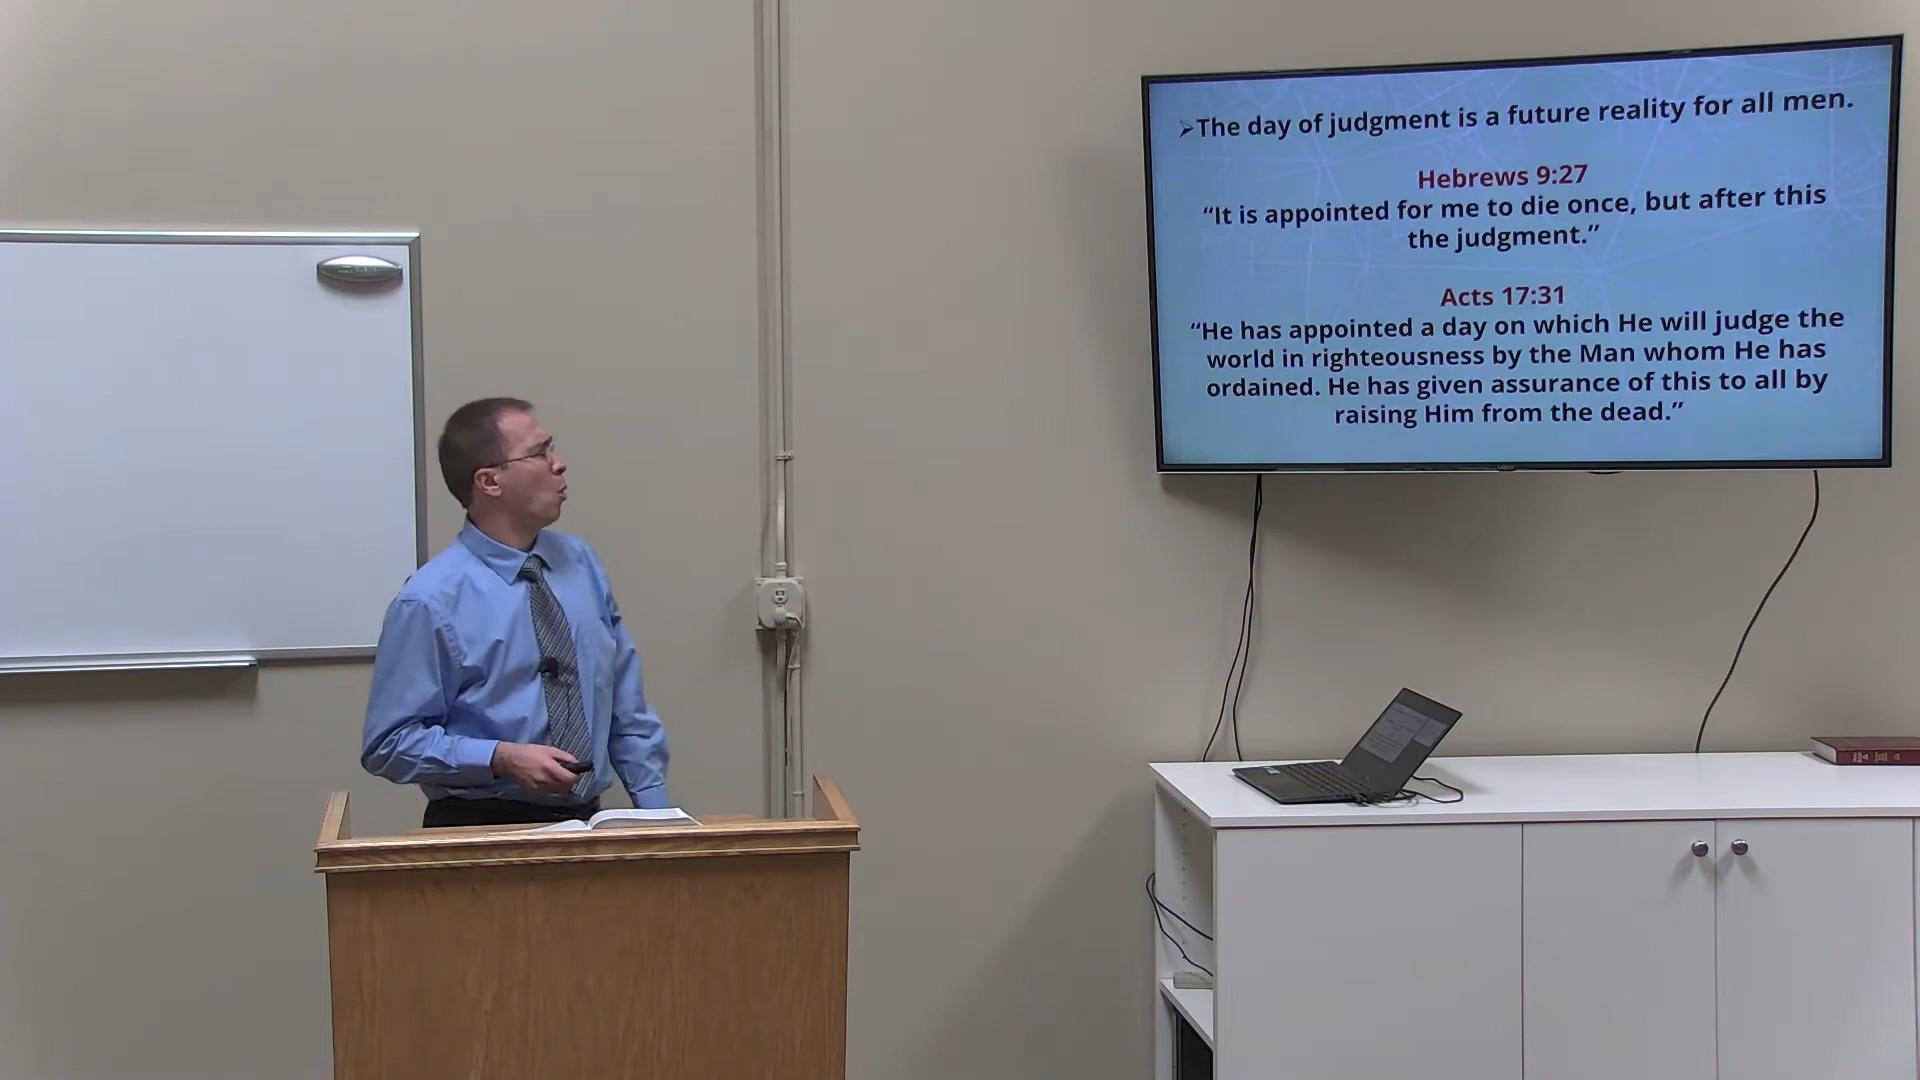 ➢The day of judgment is a future reality for all men.
Hebrews 9:27
“It is appointed for me to die once, but after this
the judgment.”
Acts 17:31
“He has appointed a day on which He will judge the
world in righteousness by the Man whom He has
ordained. He has given assurance of this to all by
raising Him from the dead.”